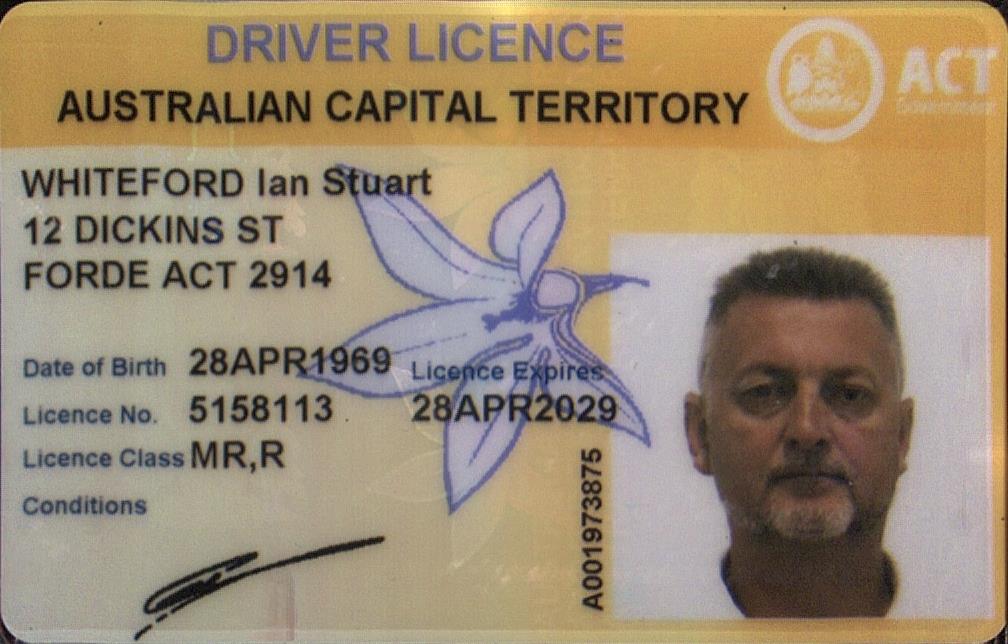 DRIVER LICENCE
AUSTRALIAN CAPITAL TERRITORY
ACT
Government
WHITEFORD Ian Stuart
12 DICKINS ST
FORDE ACT 2914
Date of Birth 28APR1969
Licence Expires
Licence No. 5158113
28APR2029
Licence Class MR,R
Conditions
A001973875